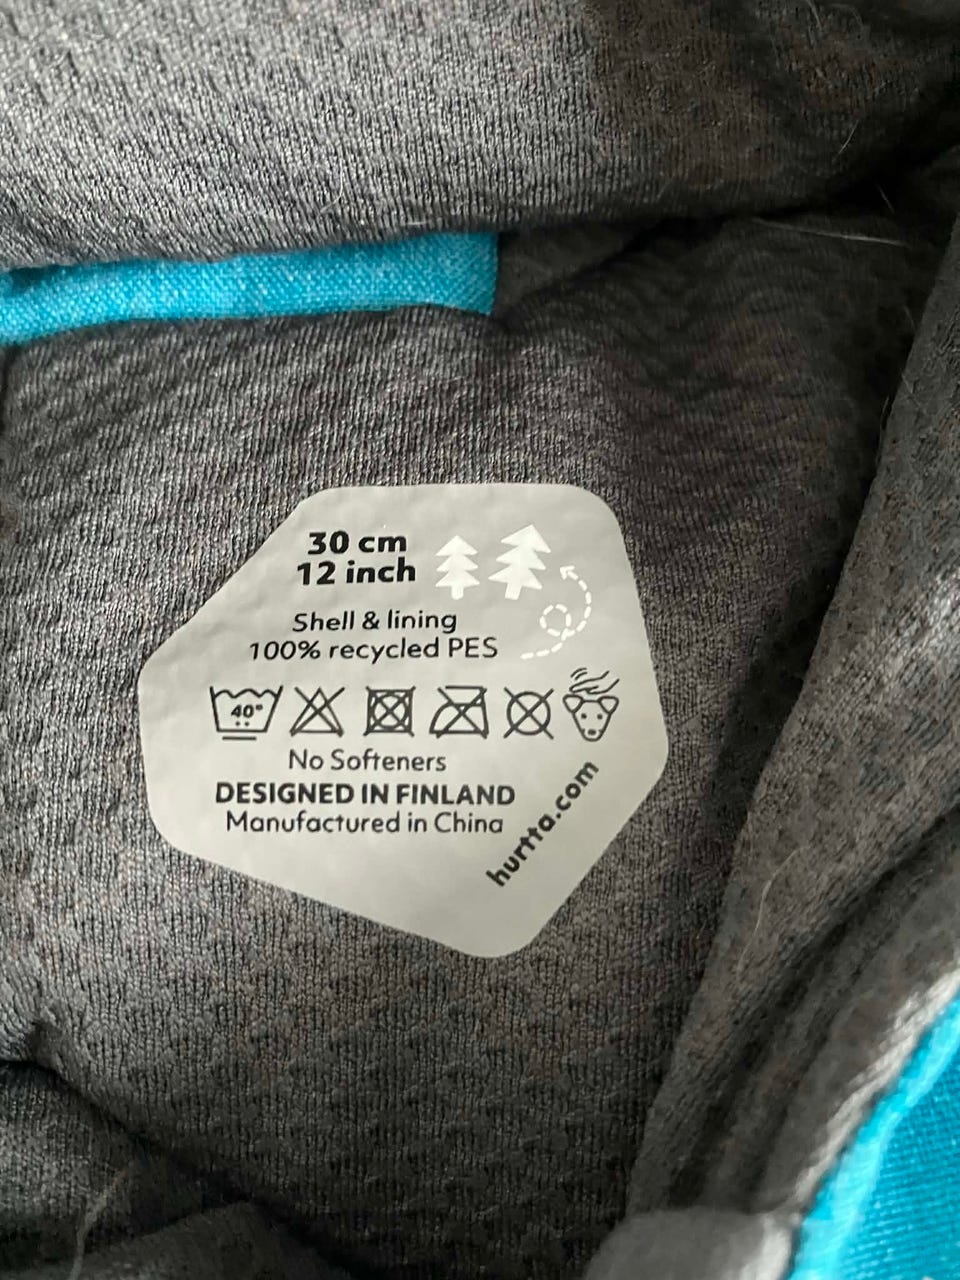 30 cm
12 inch
Shell & lining
100% recycled PES
40°
No Softeners
DESIGNED IN FINLAND
Manufactured in China
hurtta.com